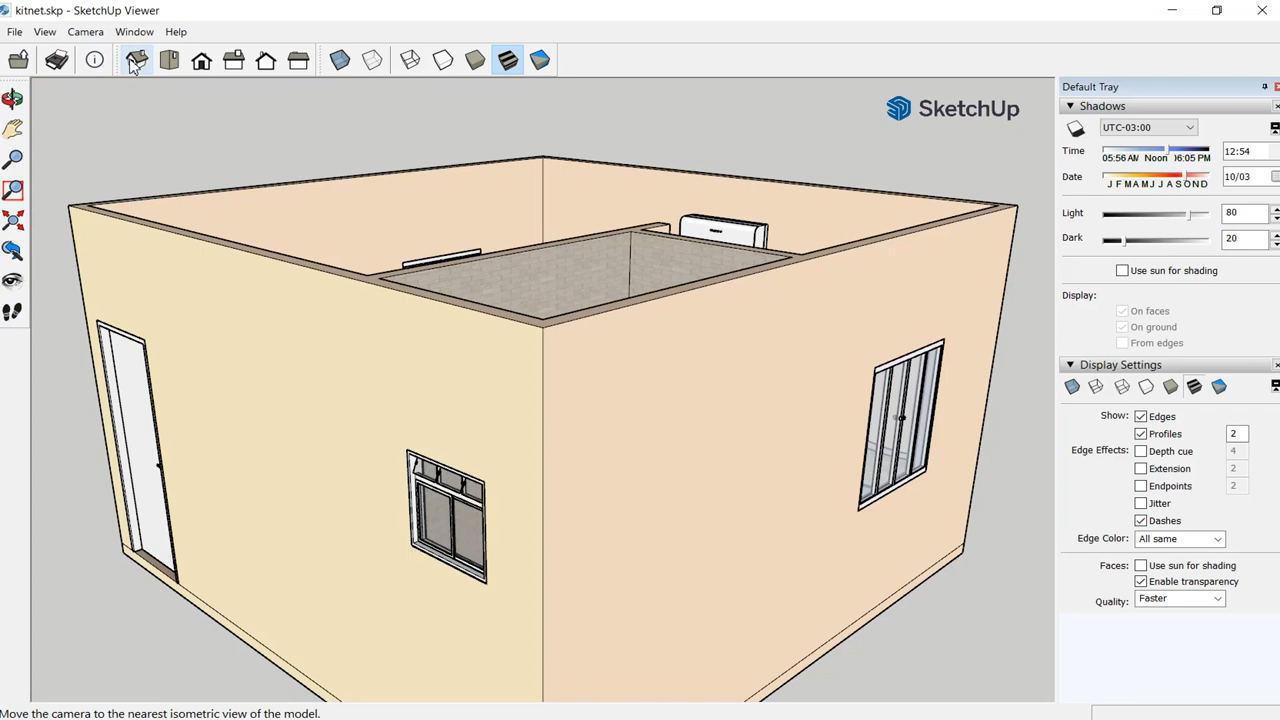 kitnet.skp - SketchUp Viewer
File View Camera Window Help
SketchUp
Default Tray
Shadows
UTC-03:00
Time
05:56 AM Noon 06:05 PM
12:54
Date
J F M A M J J A S O N D
10/03
Light
80
Dark
20
Use sun for shading
Display:
On faces
On ground
From edges
Display Settings
Show:
Edges
Profiles
2
Edge Effects:
Depth cue
4
Extension
2
Endpoints
2
Jitter
Dashes
Edge Color:
All same
Faces:
Use sun for shading
Enable transparency
Quality:
Faster
Move the camera to the nearest isometric view of the model.